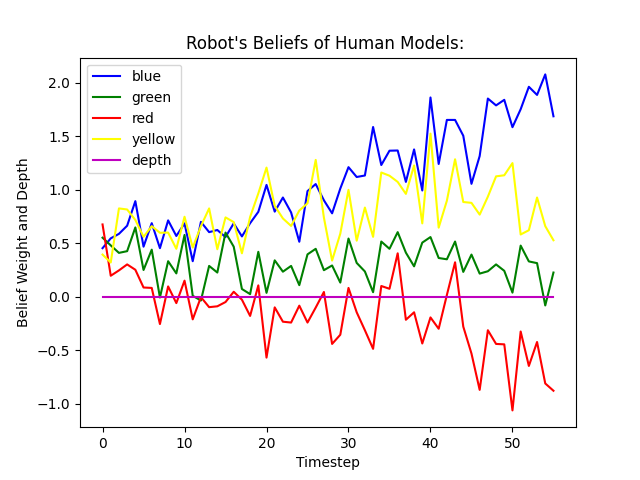 Robot's Beliefs of Human Models:
blue
green
red
yellow
depth
Belief Weight and Depth
2.0
1.5
1.0
0.5
0.0
−0.5
−1.0
0 10 20 30 40 50
Timestep